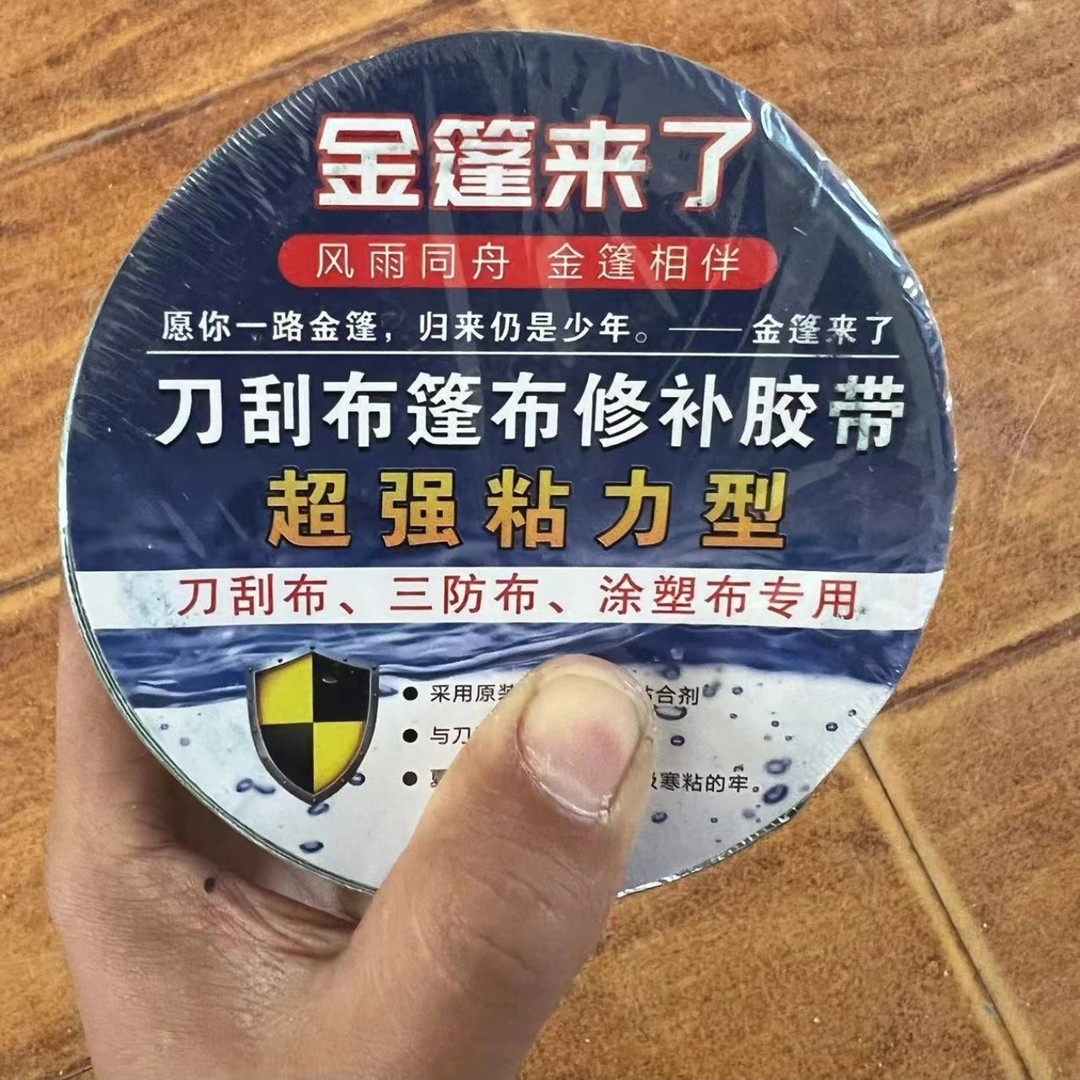 金篷来了
风雨同舟 金篷相伴
愿你一路金篷，归来仍是少年。——金篷来了
刀刮布篷布修补胶带
超强粘力型
刀刮布、三防布、涂塑布专用
● 采用原装 合剂
● 与刀
● 寒粘的牢。